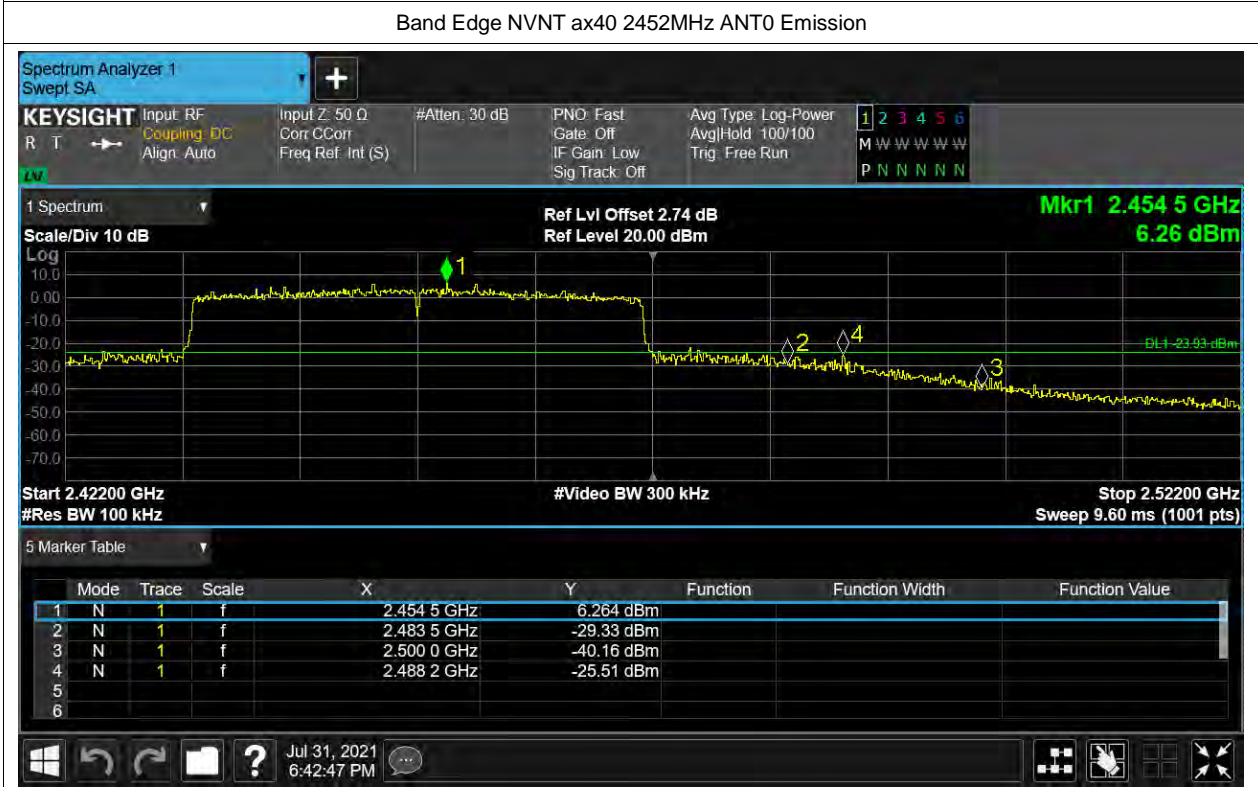 Band Edge NVNT ax40 2452MHz ANT0 Emission
Spectrum Analyzer 1
Swept SA
+
KEYSIGHT Input: RF Input Z: 50 Ω #Atten: 30 dB PNO: Fast Avg Type: Log-Power 1 2 3 4 5 6
R T Coupling: DC Corr CCorr Gate: Off Avg|Hold: 100/100 M W W W W W
Align: Auto Freq Ref: Int (S) IF Gain: Low Trig: Free Run
Sig Track: Off P N N N N N
1 Spectrum Ref Lvl Offset 2.74 dB Mkr1 2.454 5 GHz
Scale/Div 10 dB Ref Level 20.00 dBm 6.26 dBm
Log
10.0
0.00
-10.0
-20.0
-30.0
-40.0
-50.0
-60.0
-70.0
1
2
4
3
DL1 -23.93 dBm
Start 2.42200 GHz #Video BW 300 kHz Stop 2.52200 GHz
#Res BW 100 kHz Sweep 9.60 ms (1001 pts)
5 Marker Table
Mode Trace Scale X Y Function Function Width Function Value
1 N 1 f 2.454 5 GHz 6.264 dBm
2 N 1 f 2.483 5 GHz -29.33 dBm
3 N 1 f 2.500 0 GHz -40.16 dBm
4 N 1 f 2.488 2 GHz -25.51 dBm
5
6
? Jul 31, 2021
6:42:47 PM